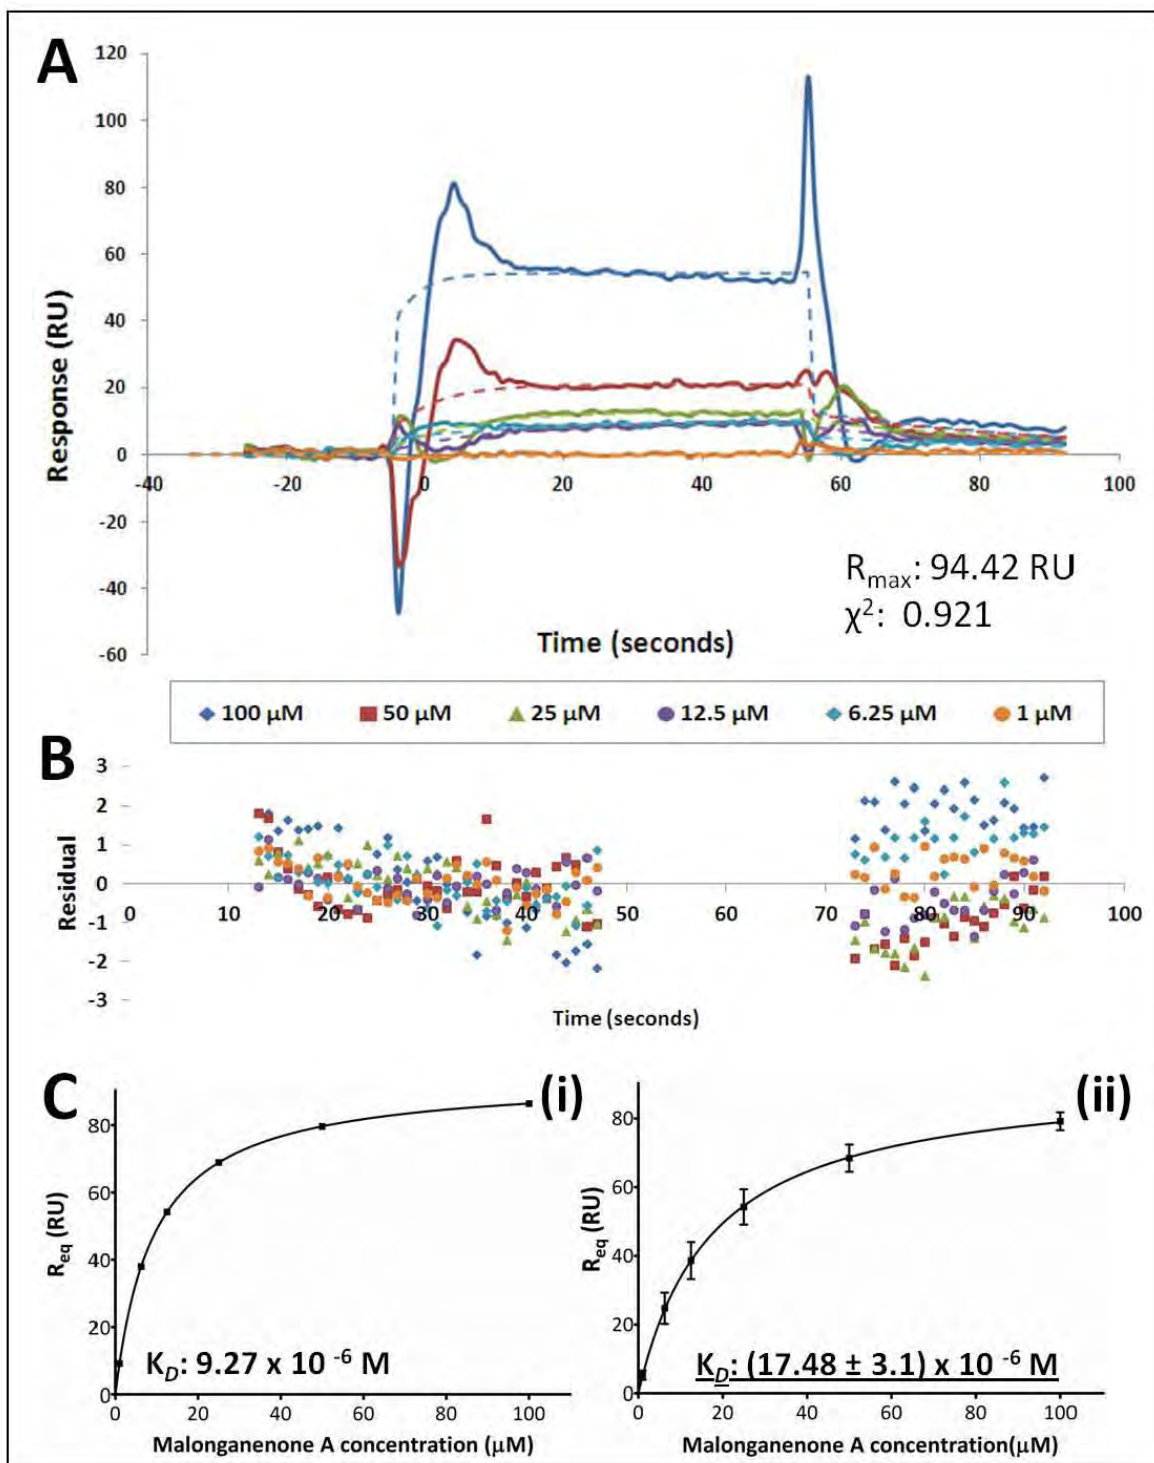 A
120
100
80
60
40
20
0
-20
-40
-60
-40
-20
0
20
40
60
80
100
Response (RU)
Time (seconds)
Rmax: 94.42 RU
χ²: 0.921
100 µM
50 µM
25 µM
12.5 µM
6.25 µM
1 µM
B
3
2
1
0
-1
-2
-3
0
10
20
30
40
50
60
70
80
90
100
Residual
Time (seconds)
C
(i)
80
60
40
20
0
0
20
40
60
80
100
Req (RU)
KD: 9.27 x 10 -6 M
Malonganenone A concentration (µM)
(ii)
80
60
40
20
0
0
20
40
60
80
100
Req (RU)
KD: (17.48 ± 3.1) x 10 -6 M
Malonganenone A concentration(µM)